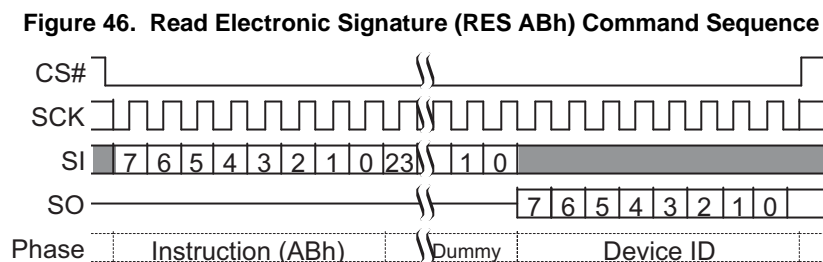 Figure 46. Read Electronic Signature (RES ABh) Command Sequence
CS#
SCK
SI 7 6 5 4 3 2 1 0 23 1 0
SO 7 6 5 4 3 2 1 0
Phase Instruction (ABh) Dummy Device ID